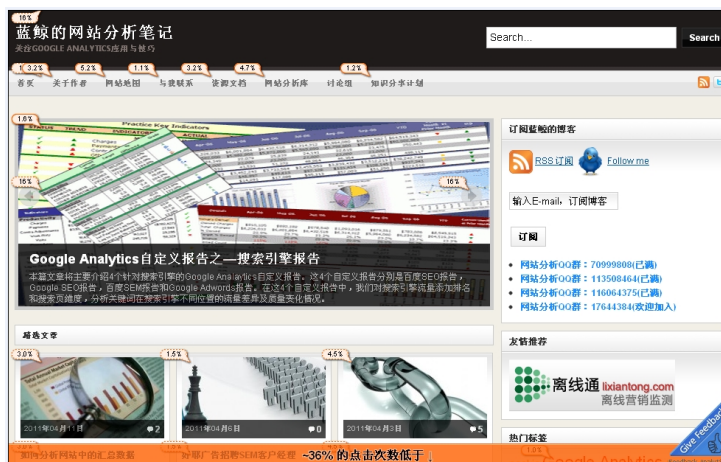 16%
蓝鲸的网站分析笔记
关注GOOGLE ANALYTICS应用与技巧
Search...
Search
3.2% 5.2% 1.1% 3.2% 4.7% 1.2%
首页 关于作者 网站地图 与我联系 资源文档 网站分析库 讨论组 知识分享计划
1.0%
Practice Key Indicators
STATUS TREND INDICATORS ACTUAL
Charges
16%
16%
Google Analytics自定义报告之—搜索引擎报告
本篇文章将主要介绍4个针对搜索引擎的Google Analaytics自定义报告。这4个自定义报告分别是百度SEO报告，
Google SEO报告，百度SEM报告和Google Adwords报告。在这4个自定义报告中，我们对搜索引擎流量添加排名
和搜索页维度，分析关键词在搜索引擎不同位置的流量差异及质量变化情况。
订阅蓝鲸的博客
RSS 订阅 Follow me
输入E-mail，订阅博客
订阅
网站分析QQ群：70999808(已满)
网站分析QQ群：113508464(已满)
网站分析QQ群：116064375(已满)
网站分析QQ群：17644384(欢迎加入)
精选文章
3.0% 1.5% 4.5%
2011年04月11日 2
2011年04月6日 0
2011年04月3日 5
友情推荐
离线通 lixiantong.com
离线营销监测
热门标签
1.0%
Give Feedback
如何分析网站中的汇总数据
好耶广告招聘SEM客户经理
~36% 的点击次数低于